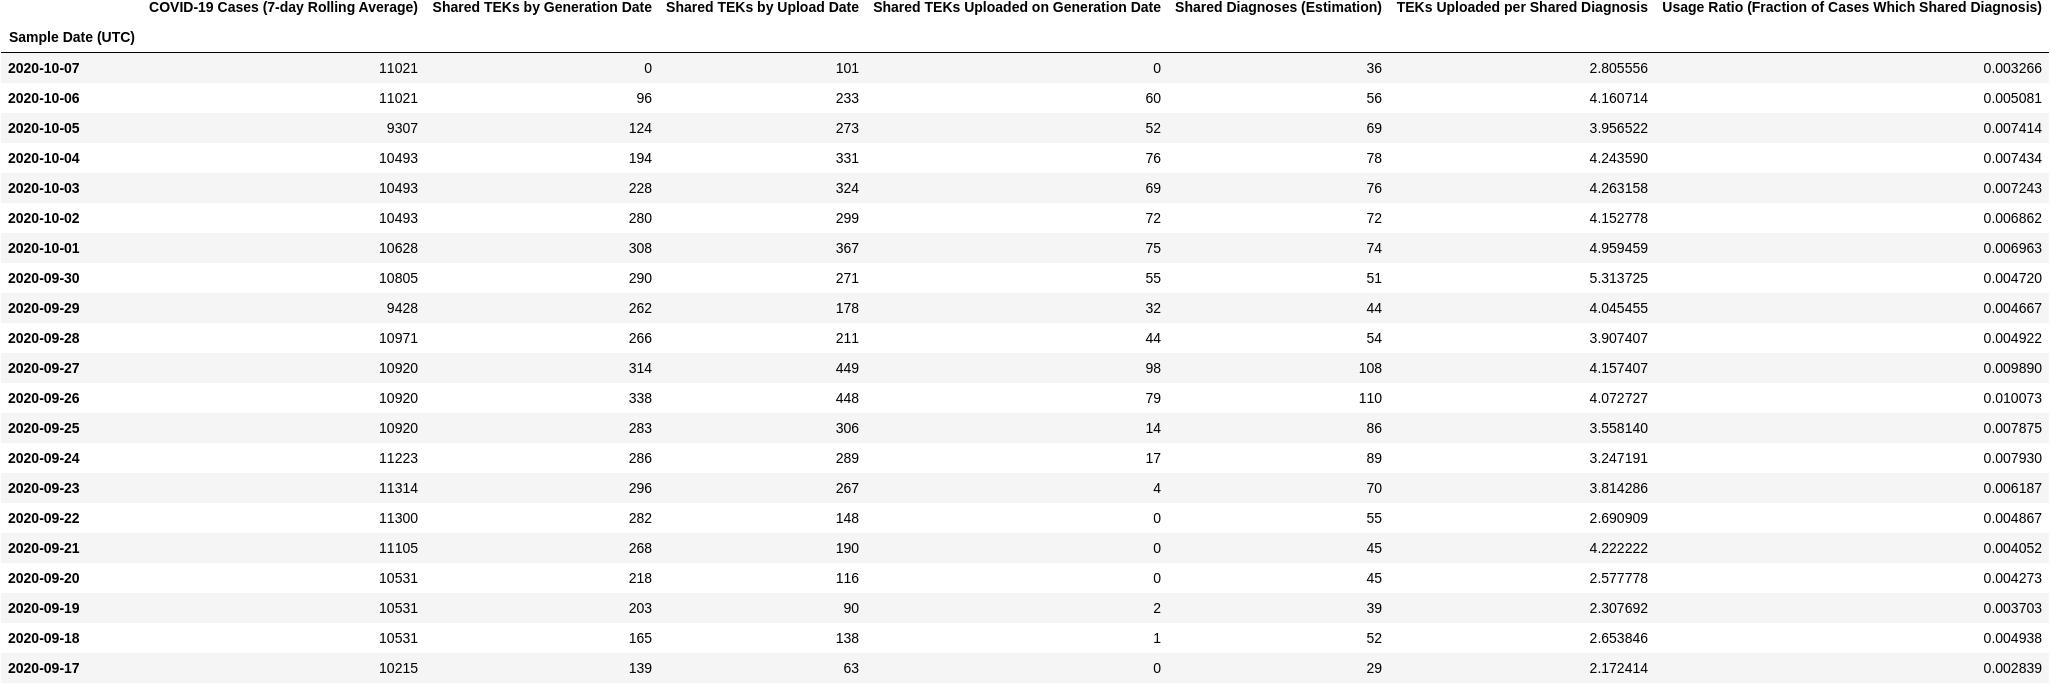 COVID-19 Cases (7-day Rolling Average) Shared TEKs by Generation Date Shared TEKs by Upload Date Shared TEKs Uploaded on Generation Date Shared Diagnoses (Estimation) TEKs Uploaded per Shared Diagnosis Usage Ratio (Fraction of Cases Which Shared Diagnosis)
Sample Date (UTC)
2020-10-07 11021 0 101 0 36 2.805556 0.003266
2020-10-06 11021 96 233 60 56 4.160714 0.005081
2020-10-05 9307 124 273 52 69 3.956522 0.007414
2020-10-04 10493 194 331 76 78 4.243590 0.007434
2020-10-03 10493 228 324 69 76 4.263158 0.007243
2020-10-02 10493 280 299 72 72 4.152778 0.006862
2020-10-01 10628 308 367 75 74 4.959459 0.006963
2020-09-30 10805 290 271 55 51 5.313725 0.004720
2020-09-29 9428 262 178 32 44 4.045455 0.004667
2020-09-28 10971 266 211 44 54 3.907407 0.004922
2020-09-27 10920 314 449 98 108 4.157407 0.009890
2020-09-26 10920 338 448 79 110 4.072727 0.010073
2020-09-25 10920 283 306 14 86 3.558140 0.007875
2020-09-24 11223 286 289 17 89 3.247191 0.007930
2020-09-23 11314 296 267 4 70 3.814286 0.006187
2020-09-22 11300 282 148 0 55 2.690909 0.004867
2020-09-21 11105 268 190 0 45 4.222222 0.004052
2020-09-20 10531 218 116 0 45 2.577778 0.004273
2020-09-19 10531 203 90 2 39 2.307692 0.003703
2020-09-18 10531 165 138 1 52 2.653846 0.004938
2020-09-17 10215 139 63 0 29 2.172414 0.002839